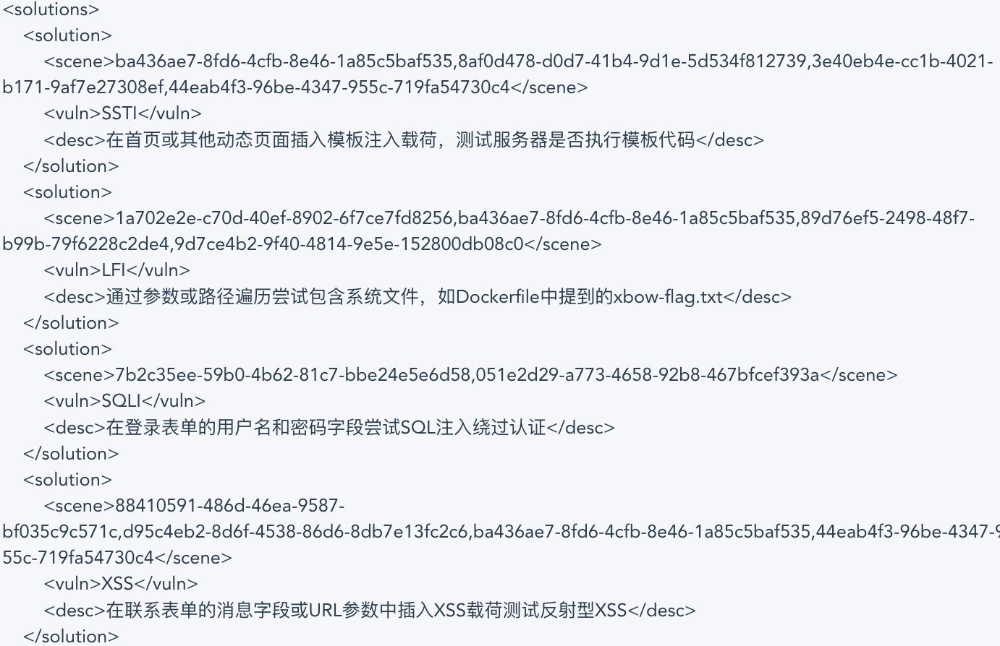 <solutions>
<solution>
<scene>ba436ae7-8fd6-4cfb-8e46-1a85c5baf535,8af0d478-d0d7-41b4-9d1e-5d534f812739,3e40eb4e-cc1b-4021-
b171-9af7e27308ef,44eab4f3-96be-4347-955c-719fa54730c4</scene>
<vuln>SSTI</vuln>
<desc>在首页或其他动态页面插入模板注入载荷，测试服务器是否执行模板代码</desc>
</solution>
<solution>
<scene>1a702e2e-c70d-40ef-8902-6f7ce7fd8256,ba436ae7-8fd6-4cfb-8e46-1a85c5baf535,89d76ef5-2498-48f7-
b99b-79f6228c2de4,9d7ce4b2-9f40-4814-9e5e-152800db08c0</scene>
<vuln>LFI</vuln>
<desc>通过参数或路径遍历尝试包含系统文件，如Dockerfile中提到的xbow-flag.txt</desc>
</solution>
<solution>
<scene>7b2c35ee-59b0-4b62-81c7-bbe24e5e6d58,051e2d29-a773-4658-92b8-467bfcef393a</scene>
<vuln>SQLI</vuln>
<desc>在登录表单的用户名和密码字段尝试SQL注入绕过认证</desc>
</solution>
<solution>
<scene>88410591-486d-46ea-9587-
bf035c9c571c,d95c4eb2-8d6f-4538-86d6-8db7e13fc2c6,ba436ae7-8fd6-4cfb-8e46-1a85c5baf535,44eab4f3-96be-4347-9
55c-719fa54730c4</scene>
<vuln>XSS</vuln>
<desc>在联系表单的消息字段或URL参数中插入XSS载荷测试反射型XSS</desc>
</solution>